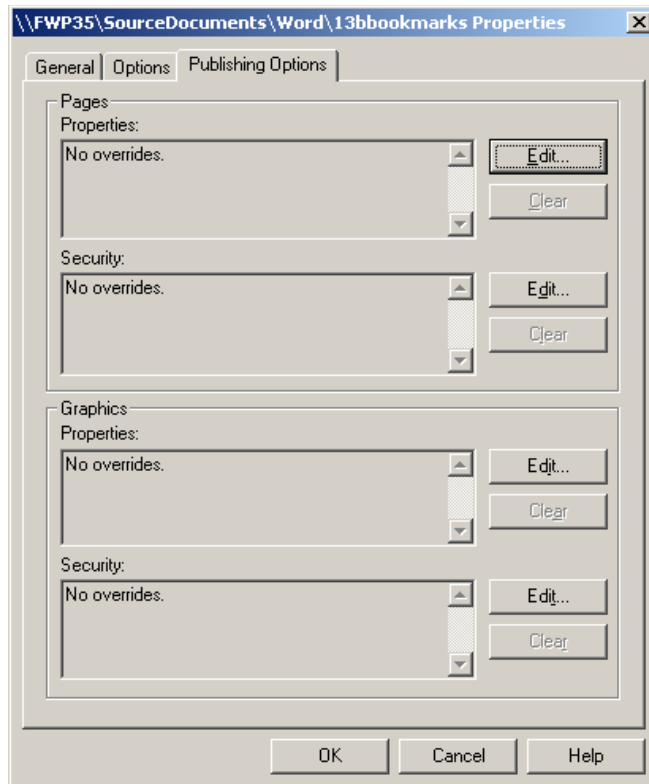 \\FWP35\SourceDocuments\Word\13bbookmarks Properties
General Options Publishing Options
Pages
Properties:
No overrides.
Edit...
Clear
Security:
No overrides.
Edit...
Clear
Graphics
Properties:
No overrides.
Edit...
Clear
Security:
No overrides.
Edit...
Clear
OK Cancel Help